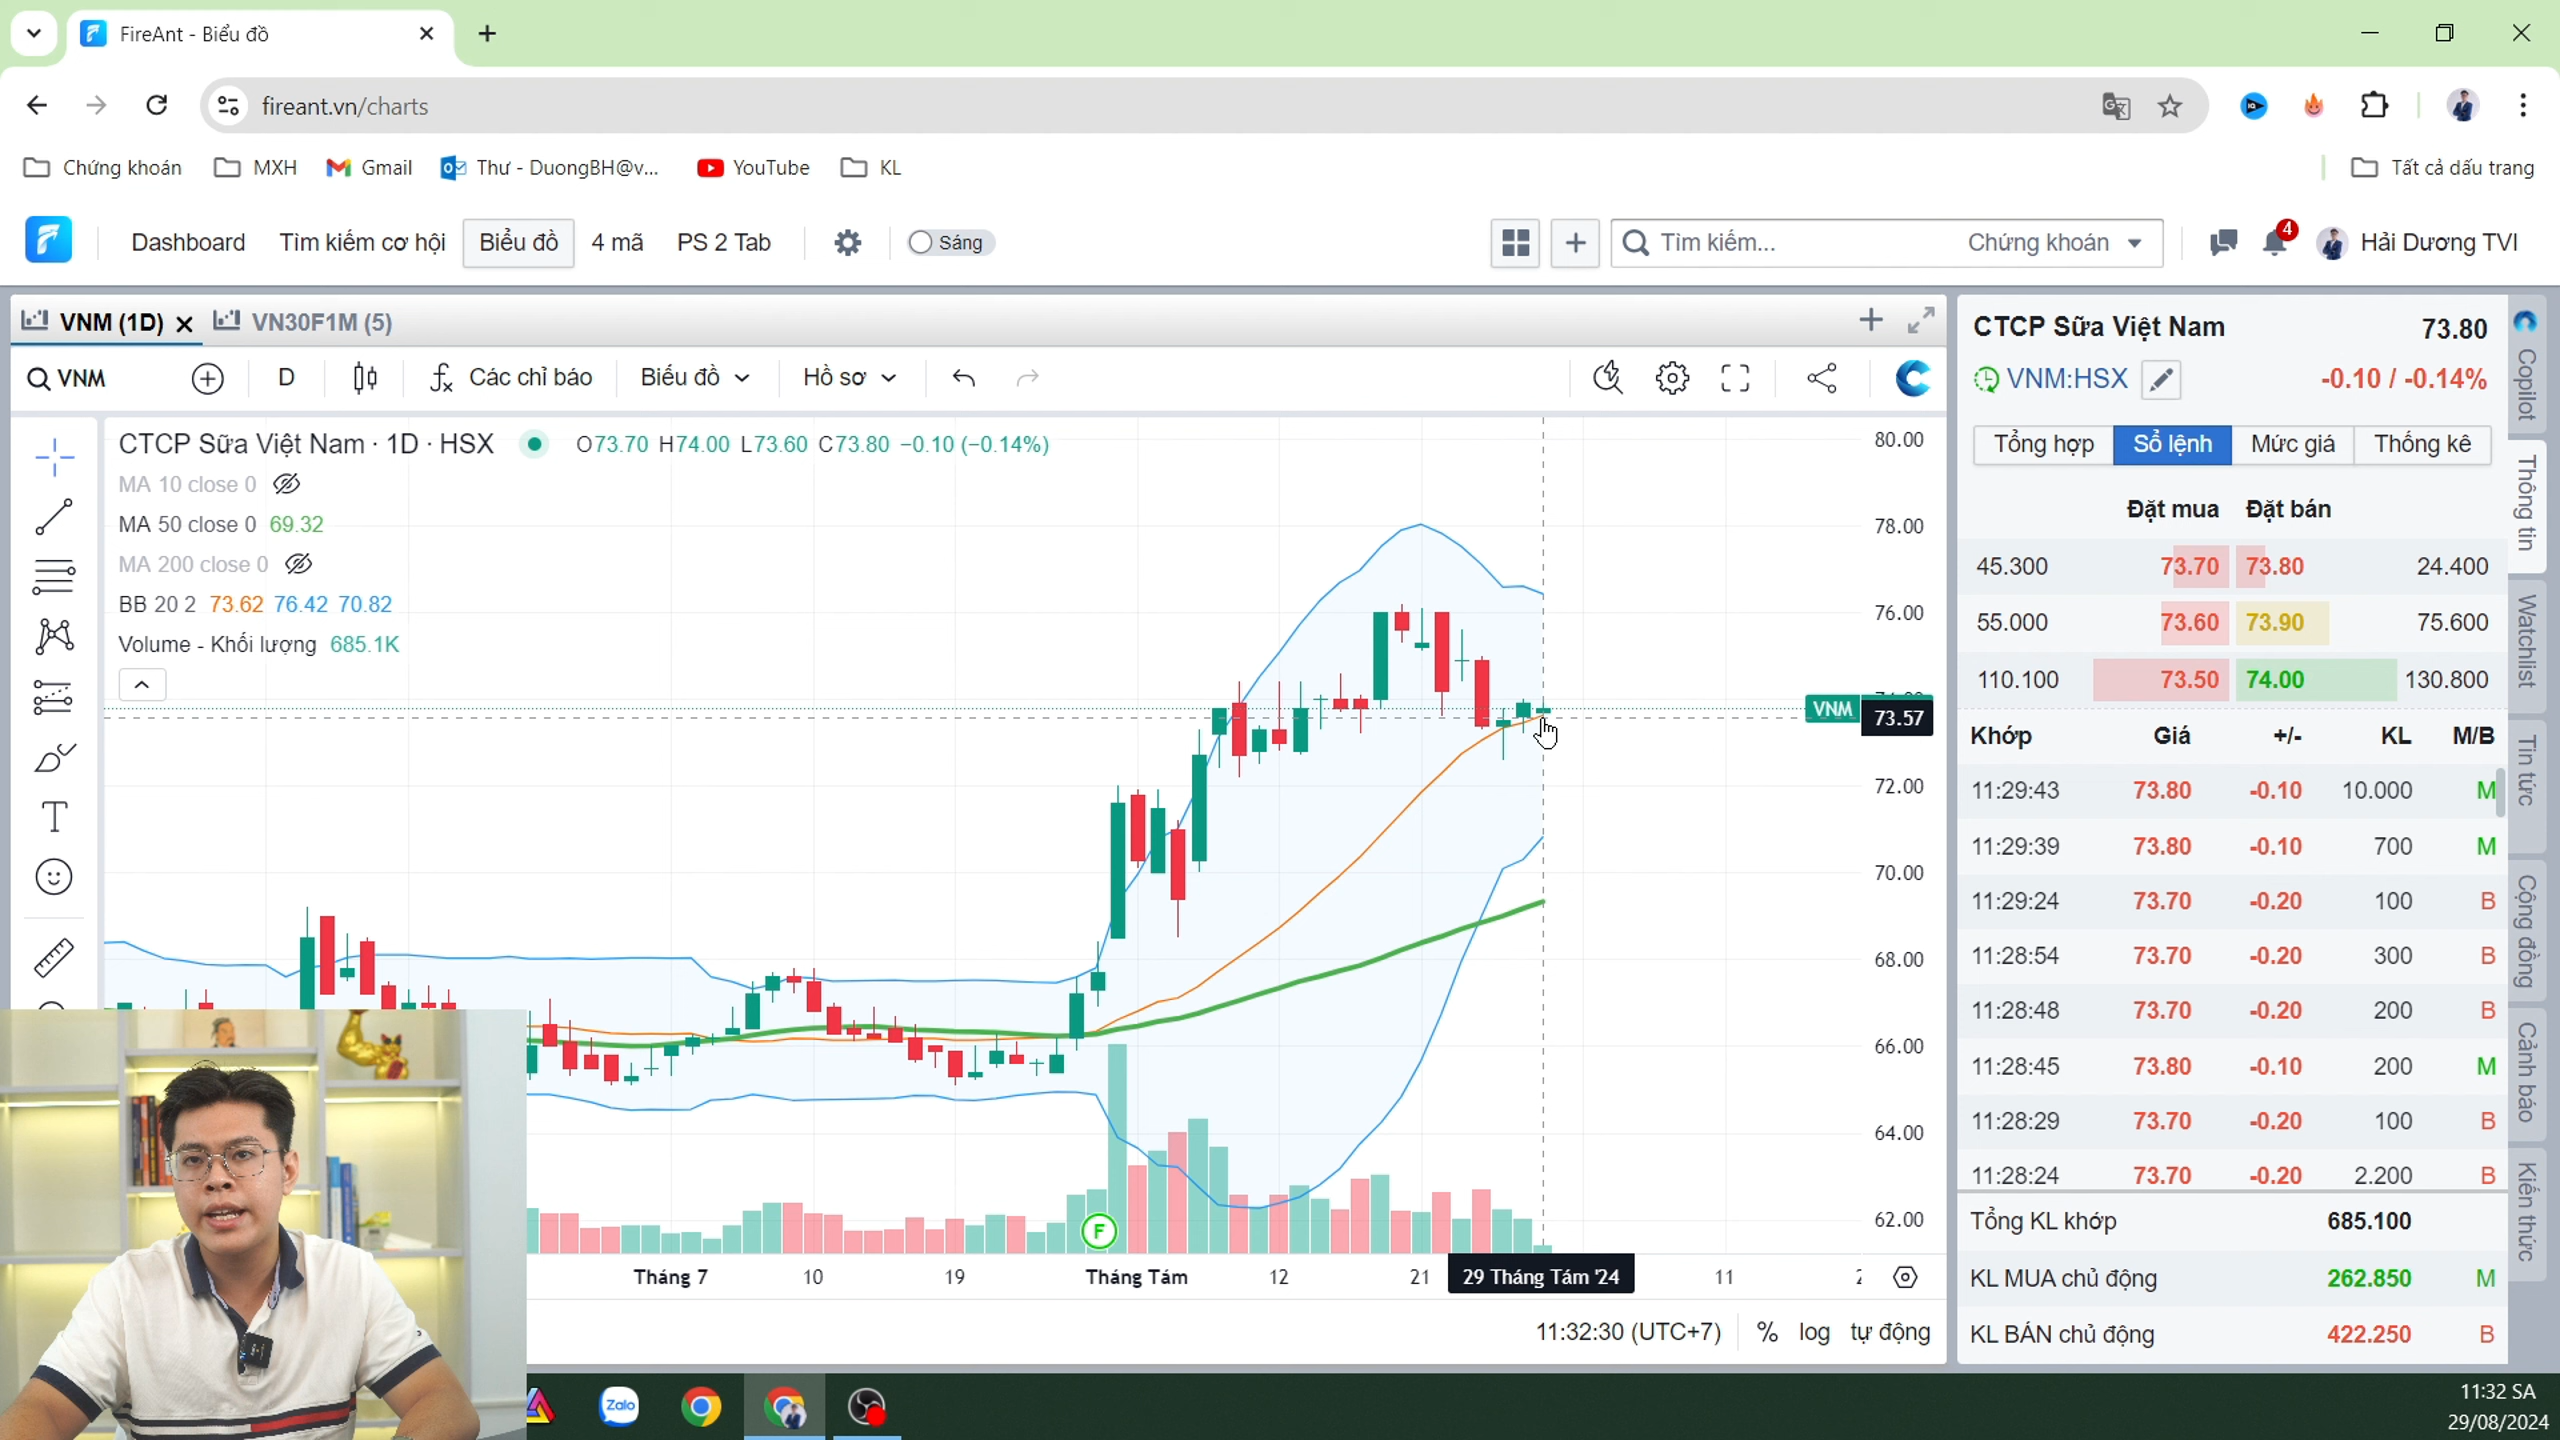 FireAnt - Biểu đồ
fireant.vn/charts
Chứng khoán
MXH
Gmail
Thư - DuongBH@v...
YouTube
KL
Tất cả dấu trang
Dashboard
Tìm kiếm cơ hội
Biểu đồ
4 mã
PS 2 Tab
Sáng
Tìm kiếm...
Chứng khoán
4
Hải Dương TVI
VNM (1D)
VN30F1M (5)
VNM
D
Các chỉ báo
Biểu đồ
Hồ sơ
CTCP Sữa Việt Nam · 1D · HSX O73.70 H74.00 L73.60 C73.80 −0.10 (−0.14%)
MA 10 close 0
MA 50 close 0 69.32
MA 200 close 0
BB 20 2 73.62 76.42 70.82
Volume - Khối lượng 685.1K
80.00
78.00
76.00
VNM
73.57
72.00
70.00
68.00
66.00
64.00
62.00
F
Tháng 7
10
19
Tháng Tám
12
21
29 Tháng Tám '24
11
11:32:30 (UTC+7)
%
log
tự động
CTCP Sữa Việt Nam 73.80
VNM:HSX -0.10 / -0.14%
Tổng hợp Sổ lệnh Mức giá Thống kê
Đặt mua Đặt bán
45.300 73.70 73.80 24.400
55.000 73.60 73.90 75.600
110.100 73.50 74.00 130.800
Khớp Giá +/- KL M/B
11:29:43 73.80 -0.10 10.000 M
11:29:39 73.80 -0.10 700 M
11:29:24 73.70 -0.20 100 B
11:28:54 73.70 -0.20 300 B
11:28:48 73.70 -0.20 200 B
11:28:45 73.80 -0.10 200 M
11:28:29 73.70 -0.20 100 B
11:28:24 73.70 -0.20 2.200 B
Tổng KL khớp 685.100
KL MUA chủ động 262.850 M
KL BÁN chủ động 422.250 B
Copilot
Thông tin
Watchlist
Tin tức
Cộng đồng
Cảnh báo
Kiến thức
Zalo
11:32 SA
29/08/2024